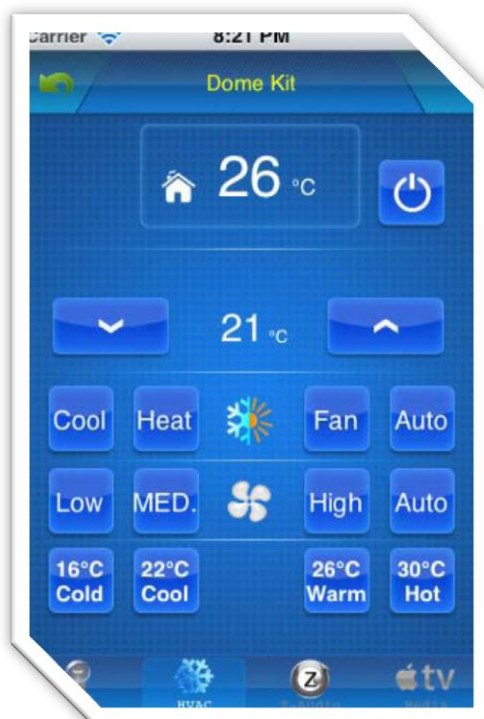 Carrier 8:21 PM
Dome Kit
26 °C
21 °C
Cool Heat Fan Auto
Low MED. High Auto
16°C Cold 22°C Cool 26°C Warm 30°C Hot
Z tv
HVAC